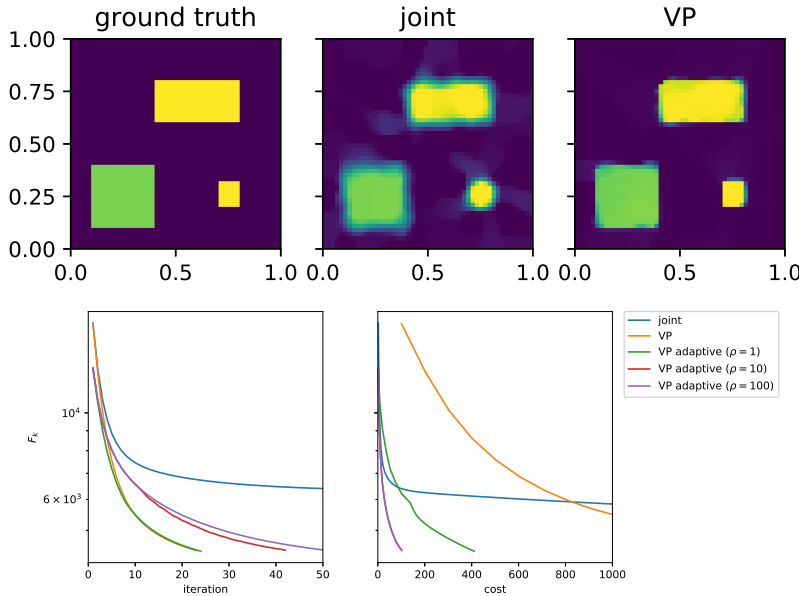 ground truth joint VP
1.00
0.75
0.50
0.25
0.00
0.0 0.5 1.0 0.0 0.5 1.0 0.0 0.5 1.0
F_k
10^4
6 × 10^3
0 10 20 30 40 50
iteration
0 200 400 600 800 1000
cost
joint
VP
VP adaptive (ρ = 1)
VP adaptive (ρ = 10)
VP adaptive (ρ = 100)